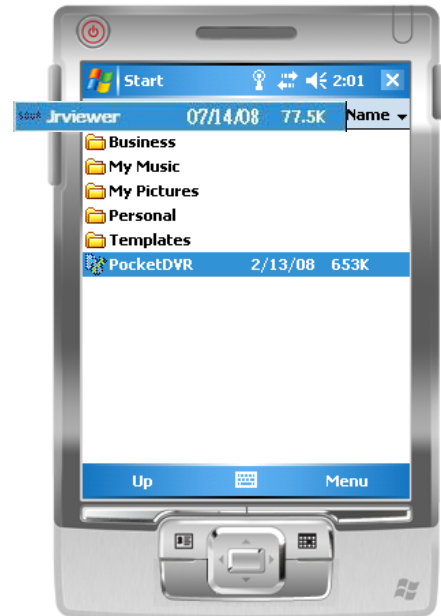 Start 2:01
Jrviewer 07/14/08 77.5K Name
Business
My Music
My Pictures
Personal
Templates
PocketDVR 2/13/08 653K
Up Menu